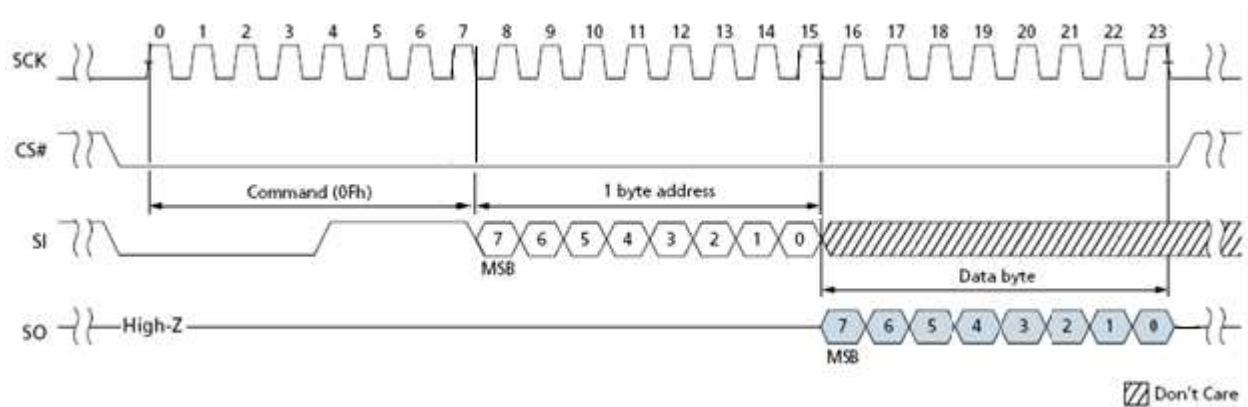 0 1 2 3 4 5 6 7 8 9 10 11 12 13 14 15 16 17 18 19 20 21 22 23
SCK
CS#
Command (0Fh) 1 byte address
SI 7 6 5 4 3 2 1 0
MSB
Data byte
SO High-Z 7 6 5 4 3 2 1 0
MSB
Don't Care